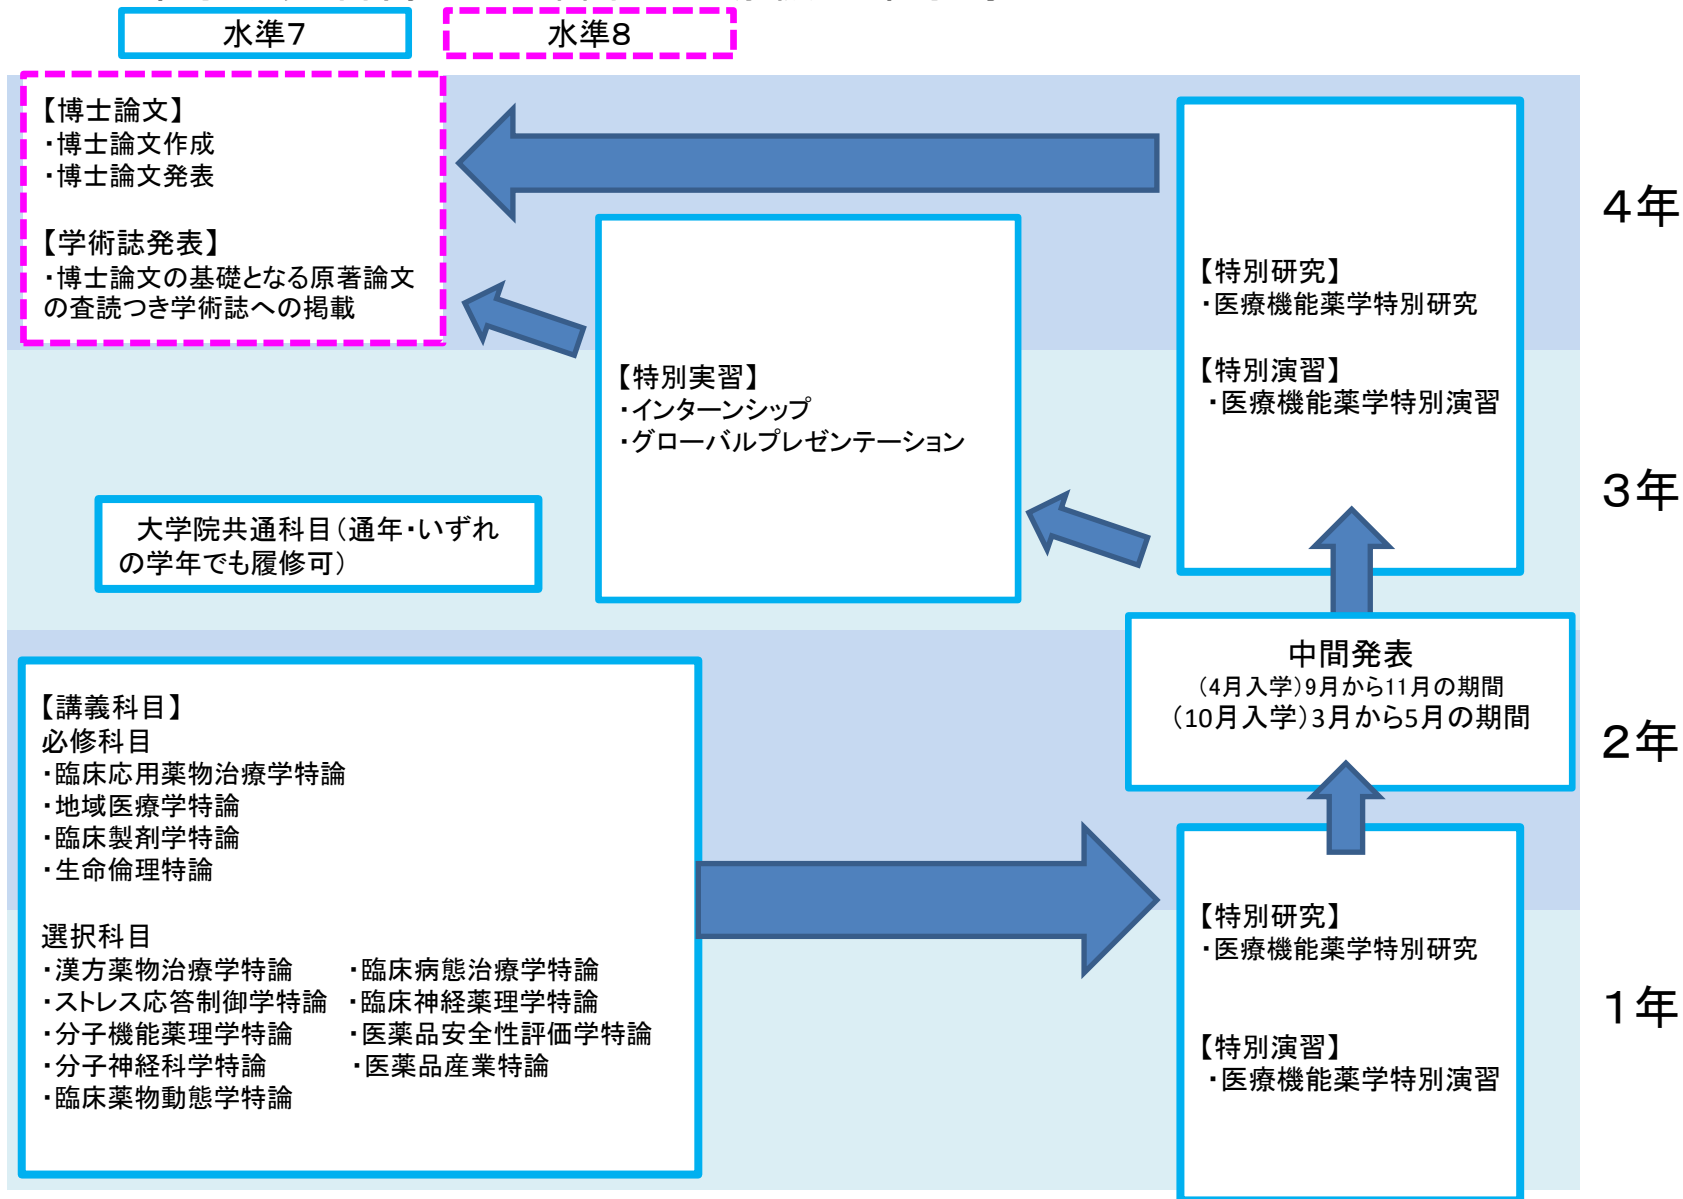 水準7
水準8
【博士論文】
・博士論文作成
・博士論文発表
【学術誌発表】
・博士論文の基礎となる原著論文
の査読つき学術誌への掲載
4年
【特別研究】
・医療機能薬学特別研究
【特別演習】
・医療機能薬学特別演習
【特別実習】
・インターンシップ
・グローバルプレゼンテーション
3年
大学院共通科目(通年・いずれ
の学年でも履修可)
中間発表
(4月入学)9月から11月の期間
(10月入学)3月から5月の期間
2年
【講義科目】
必修科目
・臨床応用薬物治療学特論
・地域医療学特論
・臨床製剤学特論
・生命倫理特論
選択科目
・漢方薬物治療学特論 ・臨床病態治療学特論
・ストレス応答制御学特論 ・臨床神経薬理学特論
・分子機能薬理学特論 ・医薬品安全性評価学特論
・分子神経科学特論 ・医薬品産業特論
・臨床薬物動態学特論
【特別研究】
・医療機能薬学特別研究
【特別演習】
・医療機能薬学特別演習
1年